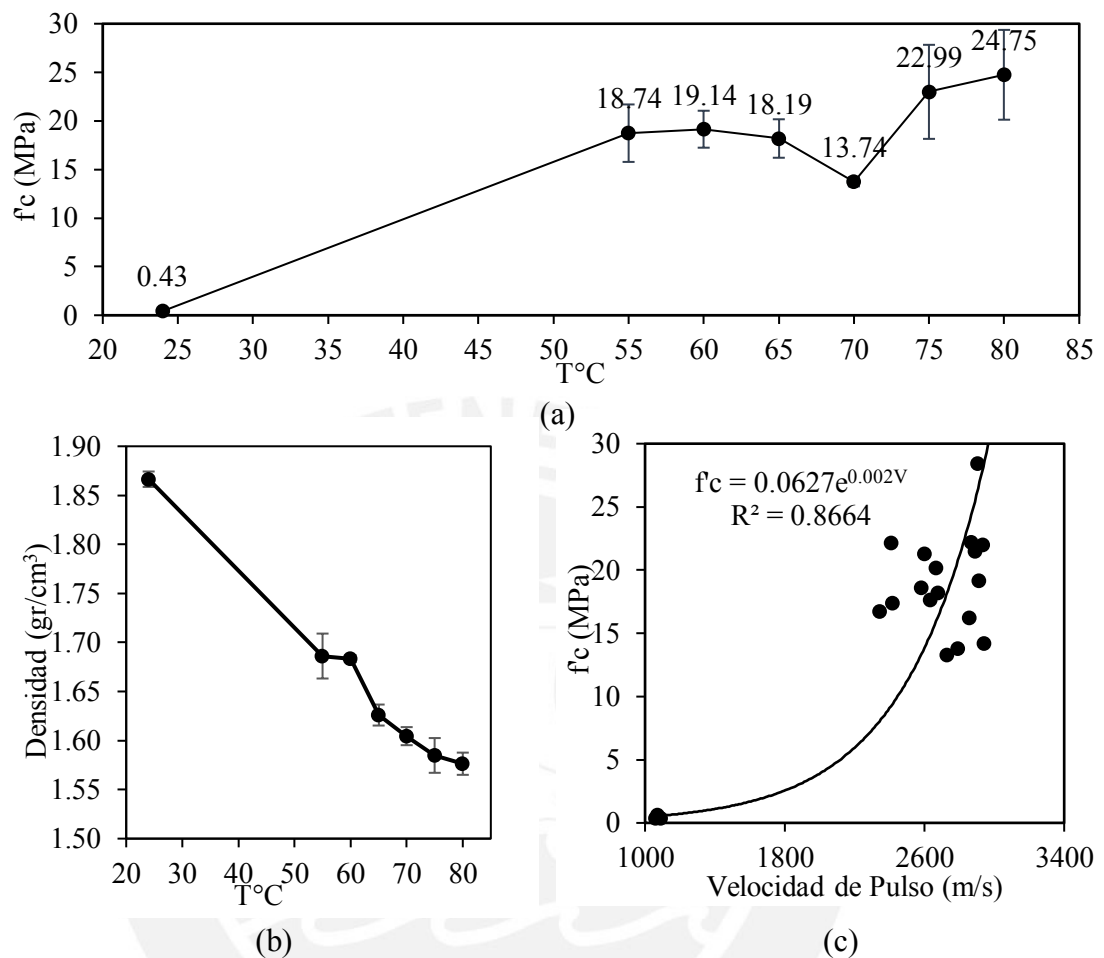 f'c (MPa)
30
25
20
15
10
5
0
0.43
18.74
19.14
18.19
13.74
22.99
24.75
20 25 30 35 40 45 50 55 60 65 70 75 80 85
T°C
(a)
Densidad (gr/cm³)
1.90
1.85
1.80
1.75
1.70
1.65
1.60
1.55
1.50
20 30 40 50 60 70 80
T°C
(b)
f'c (MPa)
30
25
20
15
10
5
0
f'c = 0.0627e^0.002V
R² = 0.8664
1000 1800 2600 3400
Velocidad de Pulso (m/s)
(c)